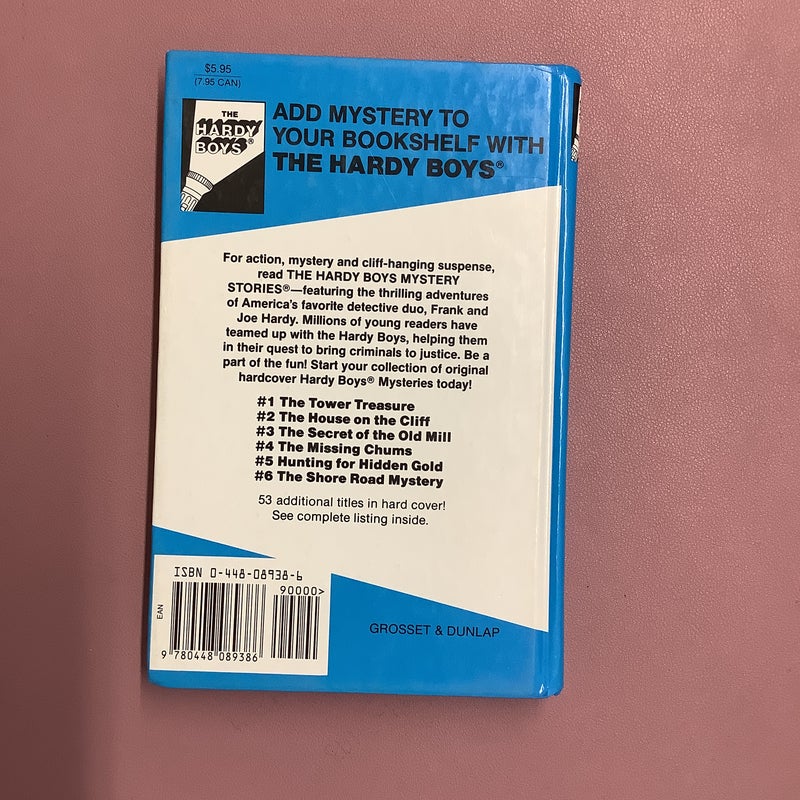 $5.95
(7.95 CAN)
THE
HARDY
BOYS®
ADD MYSTERY TO
YOUR BOOKSHELF WITH
THE HARDY BOYS®
For action, mystery and cliff-hanging suspense,
read THE HARDY BOYS MYSTERY
STORIES®—featuring the thrilling adventures
of America's favorite detective duo, Frank and
Joe Hardy. Millions of young readers have
teamed up with the Hardy Boys, helping them
in their quest to bring criminals to justice. Be a
part of the fun! Start your collection of original
hardcover Hardy Boys® Mysteries today!
#1 The Tower Treasure
#2 The House on the Cliff
#3 The Secret of the Old Mill
#4 The Missing Chums
#5 Hunting for Hidden Gold
#6 The Shore Road Mystery
53 additional titles in hard cover!
See complete listing inside.
ISBN 0-448-08938-6
90000>
EAN
9 780448 089386
GROSSET & DUNLAP